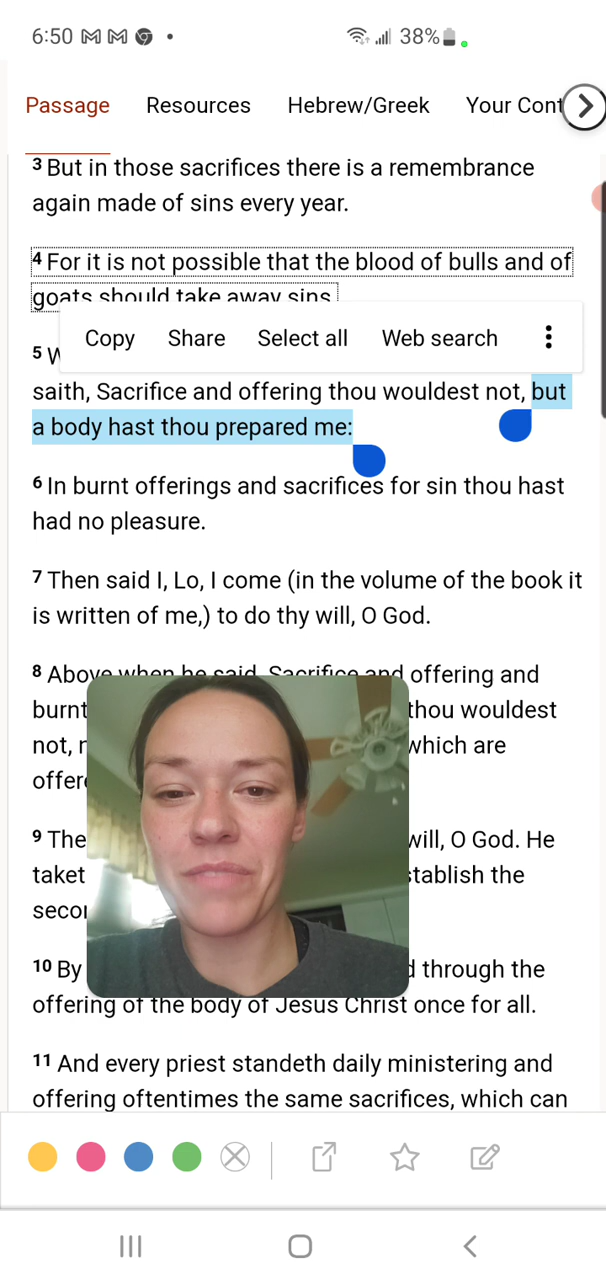 6:50 38%
Passage Resources Hebrew/Greek Your Cont
3 But in those sacrifices there is a remembrance
again made of sins every year.
4 For it is not possible that the blood of bulls and of
goats should take away sins.
Copy Share Select all Web search
5 W
saith, Sacrifice and offering thou wouldest not, but
a body hast thou prepared me:
6 In burnt offerings and sacrifices for sin thou hast
had no pleasure.
7 Then said I, Lo, I come (in the volume of the book it
is written of me,) to do thy will, O God.
8 Above when he said, Sacrifice and offering and
burnt thou wouldest
not, which are
offere
9 The will, O God. He
taket stablish the
secon
10 By d through the
offering of the body of Jesus Christ once for all.
11 And every priest standeth daily ministering and
offering oftentimes the same sacrifices, which can